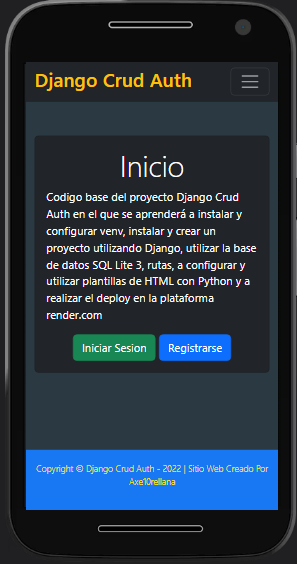 Django Crud Auth
Inicio
Codigo base del proyecto Django Crud
Auth en el que se aprenderá a instalar y
configurar venv, instalar y crear un
proyecto utilizando Django, utilizar la base
de datos SQL Lite 3, rutas, a configurar y
utilizar plantillas de HTML con Python y a
realizar el deploy en la plataforma
render.com
Iniciar Sesion Registrarse
Copyright © Django Crud Auth - 2022 | Sitio Web Creado Por
Axe10rellana